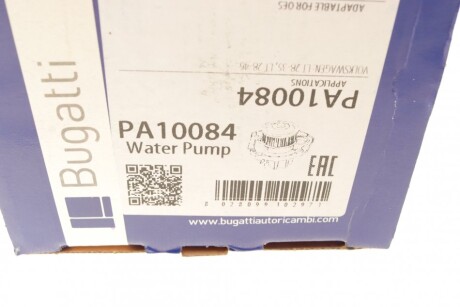 ADAPTABLE FOR OES
VOLKSWAGEN LT 28-35, LT 28-46
APPLICATIONS
PA10084
Bugatti
PA10084
Water Pump
EAC
www.bugattiautoricambi.com